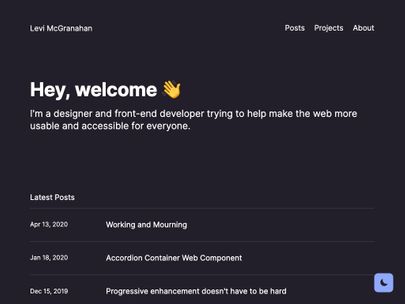 Levi McGranahan
Posts Projects About
Hey, welcome 👋
I'm a designer and front-end developer trying to help make the web more
usable and accessible for everyone.
Latest Posts
Apr 13, 2020 Working and Mourning
Jan 18, 2020 Accordion Container Web Component
Dec 15, 2019 Progressive enhancement doesn't have to be hard